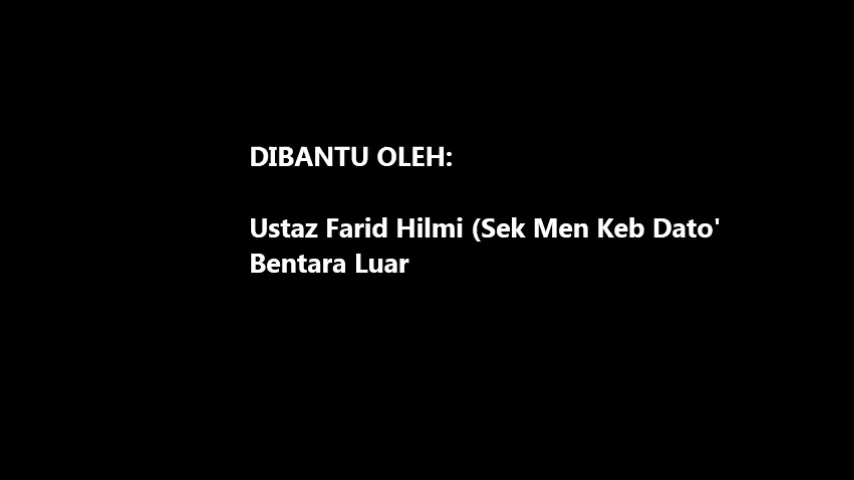 DIBANTU OLEH:
Ustaz Farid Hilmi (Sek Men Keb Dato'
Bentara Luar